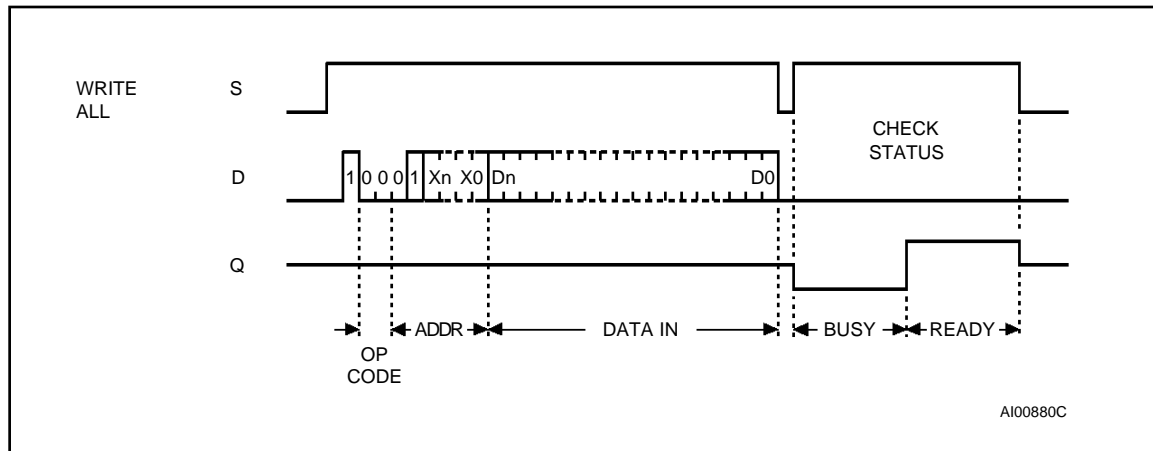 WRITE
ALL
S
CHECK
STATUS
D
1 0 0 0 1 Xn X0 Dn D0
Q
ADDR DATA IN BUSY READY
OP
CODE
AI00880C